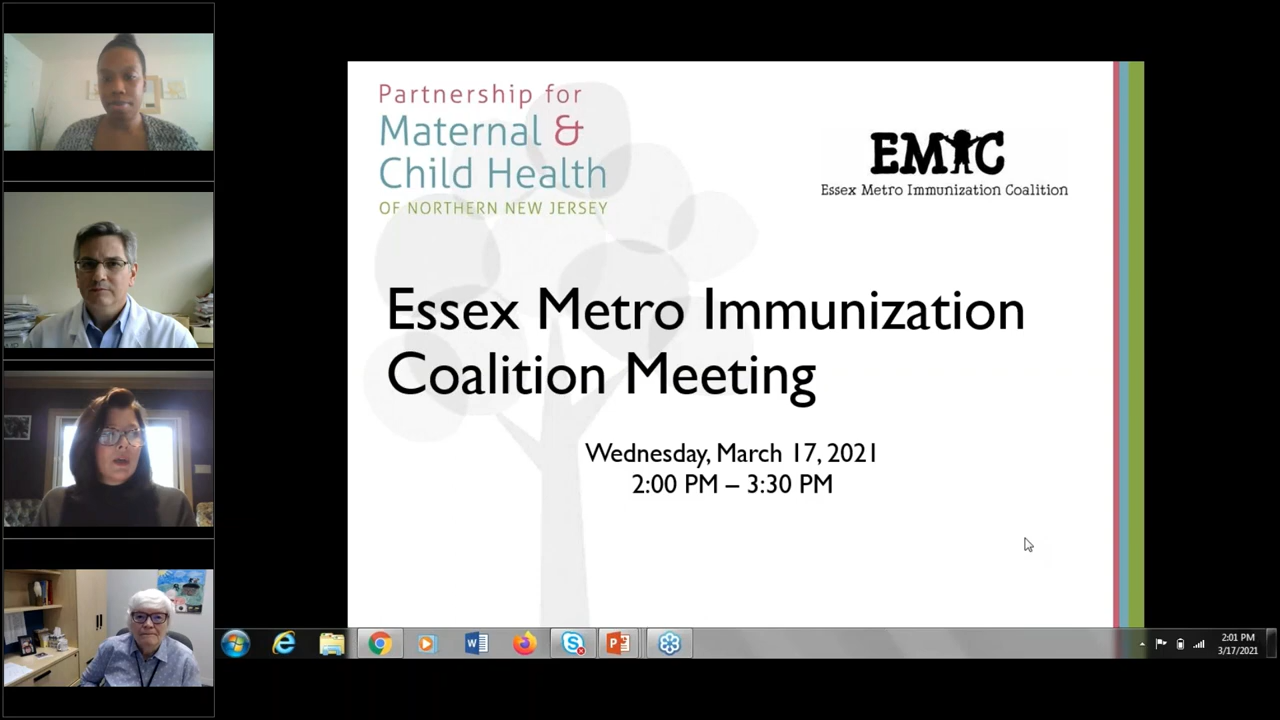 Partnership for
Maternal &
Child Health
OF NORTHERN NEW JERSEY
EMIC
Essex Metro Immunization Coalition
Essex Metro Immunization
Coalition Meeting
Wednesday, March 17, 2021
2:00 PM – 3:30 PM
2:01 PM
3/17/2021